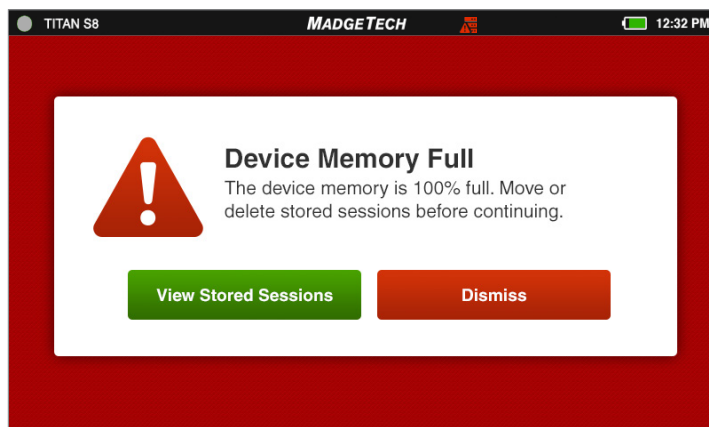 TITAN S8
MADGETECH
12:32 PM
Device Memory Full
The device memory is 100% full. Move or
delete stored sessions before continuing.
View Stored Sessions
Dismiss